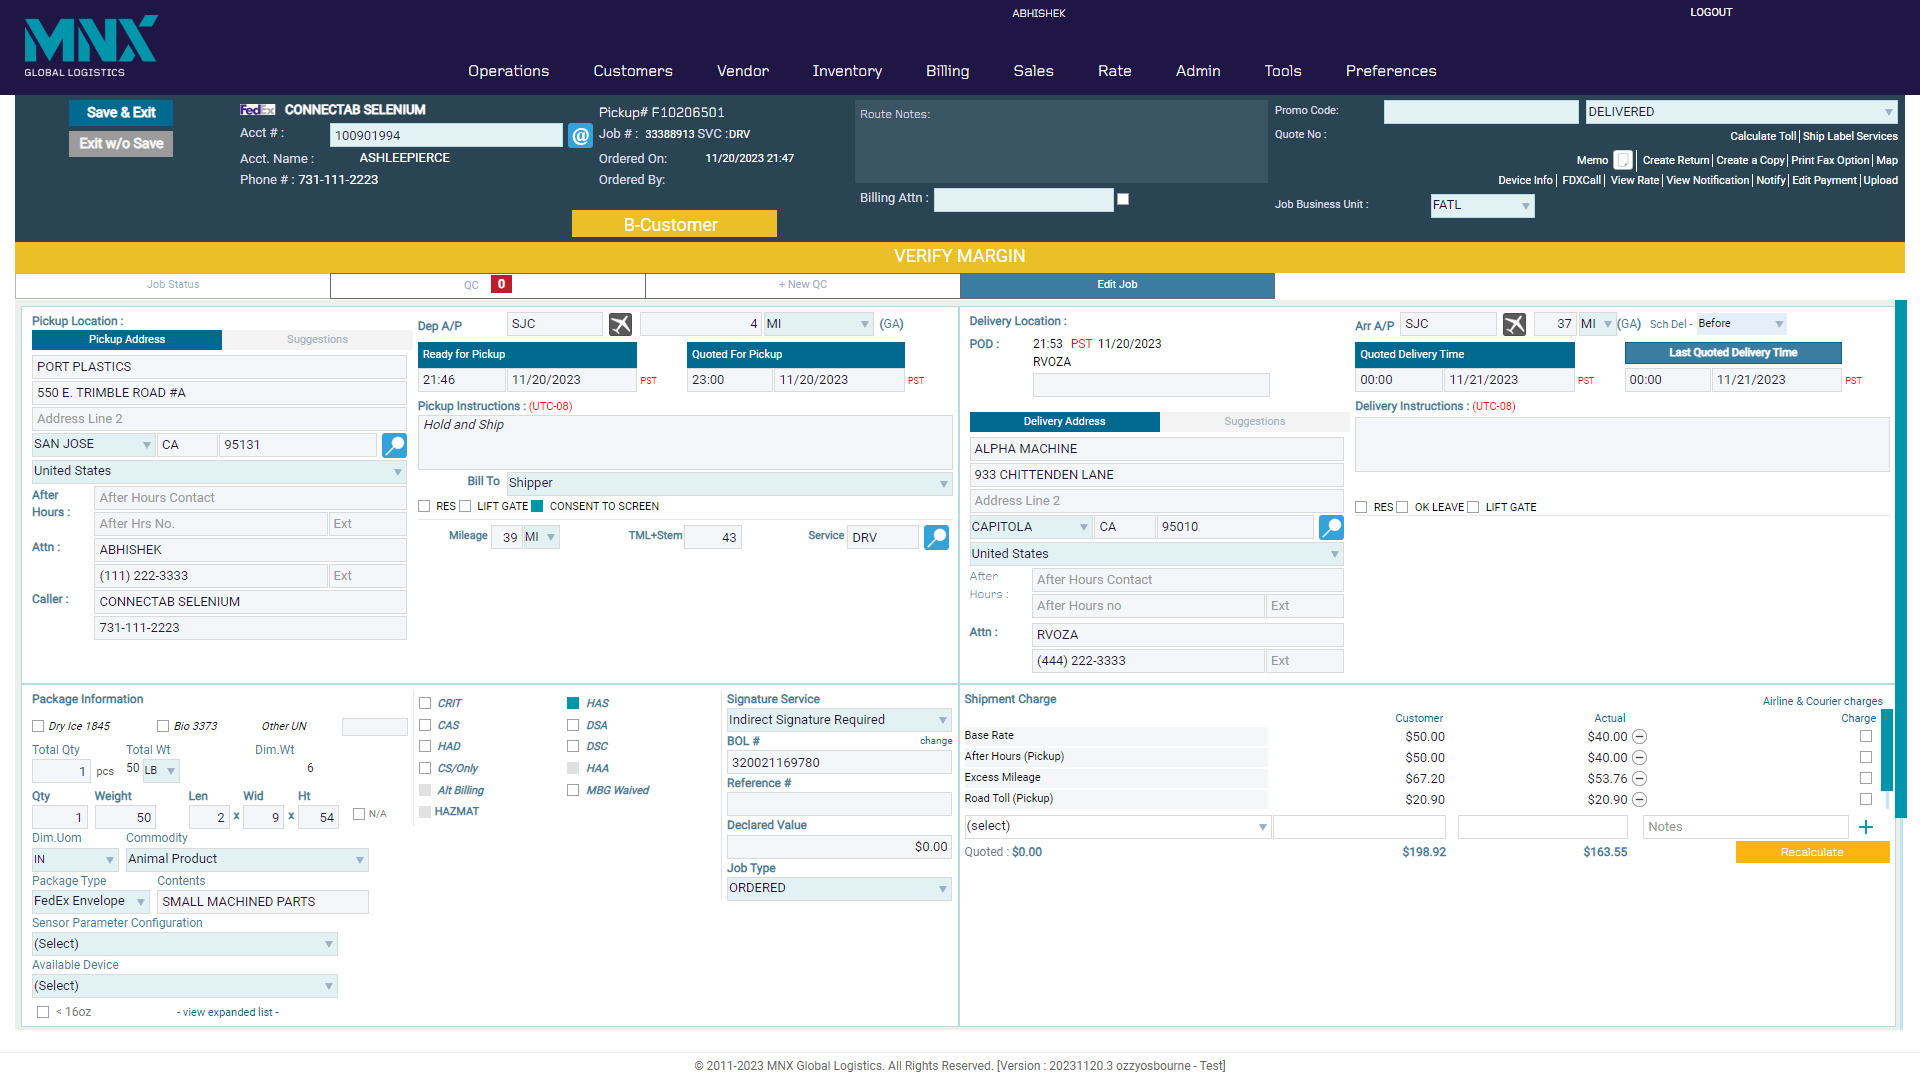 MNX
GLOBAL LOGISTICS
ABHISHEK
LOGOUT
Operations Customers Vendor Inventory Billing Sales Rate Admin Tools Preferences
Save & Exit
Exit w/o Save
FedEx CONNECTAB SELENIUM
Acct # : 100901994 @
Acct. Name : ASHLEEPIERCE
Phone # : 731-111-2223
Pickup# F10206501
Job # : 33388913 SVC :DRV
Ordered On: 11/20/2023 21:47
Ordered By:
B-Customer
Route Notes:
Billing Attn :
Promo Code: DELIVERED
Quote No :
Calculate Toll | Ship Label Services
Memo | Create Return | Create a Copy | Print Fax Option | Map
Device Info | FDXCall | View Rate | View Notification | Notify | Edit Payment | Upload
Job Business Unit : FATL
VERIFY MARGIN
Job Status QC 0 + New QC Edit Job
Pickup Location :
Pickup Address Suggestions
PORT PLASTICS
550 E. TRIMBLE ROAD #A
Address Line 2
SAN JOSE CA 95131
United States
After Hours : After Hours Contact
After Hrs No. Ext
Attn : ABHISHEK
(111) 222-3333 Ext
Caller : CONNECTAB SELENIUM
731-111-2223
Dep A/P SJC 4 MI (GA)
Ready for Pickup Quoted For Pickup
21:46 11/20/2023 PST 23:00 11/20/2023 PST
Pickup Instructions : (UTC-08)
Hold and Ship
Bill To Shipper
RES LIFT GATE CONSENT TO SCREEN
Mileage 39 MI TML+Stem 43 Service DRV
Delivery Location :
POD : 21:53 PST 11/20/2023
RVOZA
Delivery Address Suggestions
ALPHA MACHINE
933 CHITTENDEN LANE
Address Line 2
CAPITOLA CA 95010
United States
After Hours : After Hours Contact
After Hours no Ext
Attn : RVOZA
(444) 222-3333 Ext
Arr A/P SJC 37 MI (GA) Sch Del - Before
Quoted Delivery Time Last Quoted Delivery Time
00:00 11/21/2023 PST 00:00 11/21/2023 PST
Delivery Instructions : (UTC-08)
RES OK LEAVE LIFT GATE
Package Information
Dry Ice 1845 Bio 3373 Other UN
Total Qty Total Wt Dim.Wt
1 pcs 50 LB 6
Qty Weight Len Wid Ht
1 50 2 x 9 x 54 N/A
Dim.Uom Commodity
IN Animal Product
Package Type Contents
FedEx Envelope SMALL MACHINED PARTS
Sensor Parameter Configuration
(Select)
Available Device
(Select)
< 16oz - view expanded list -
CRIT HAS
CAS DSA
HAD DSC
CS/Only HAA
Alt Billing MBG Waived
HAZMAT
Signature Service
Indirect Signature Required
BOL # change
320021169780
Reference #
Declared Value
$0.00
Job Type
ORDERED
Shipment Charge Airline & Courier charges
Customer Actual Charge
Base Rate $50.00 $40.00
After Hours (Pickup) $50.00 $40.00
Excess Mileage $67.20 $53.76
Road Toll (Pickup) $20.90 $20.90
(select) Notes +
Quoted : $0.00 $198.92 $163.55 Recalculate
© 2011-2023 MNX Global Logistics. All Rights Reserved. [Version : 20231120.3 ozzyosbourne - Test]